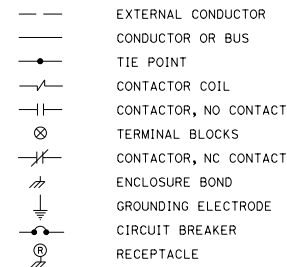 EXTERNAL CONDUCTOR
CONDUCTOR OR BUS
TIE POINT
CONTACTOR COIL
CONTACTOR, NO CONTACT
TERMINAL BLOCKS
CONTACTOR, NC CONTACT
ENCLOSURE BOND
GROUNDING ELECTRODE
CIRCUIT BREAKER
R RECEPTACLE